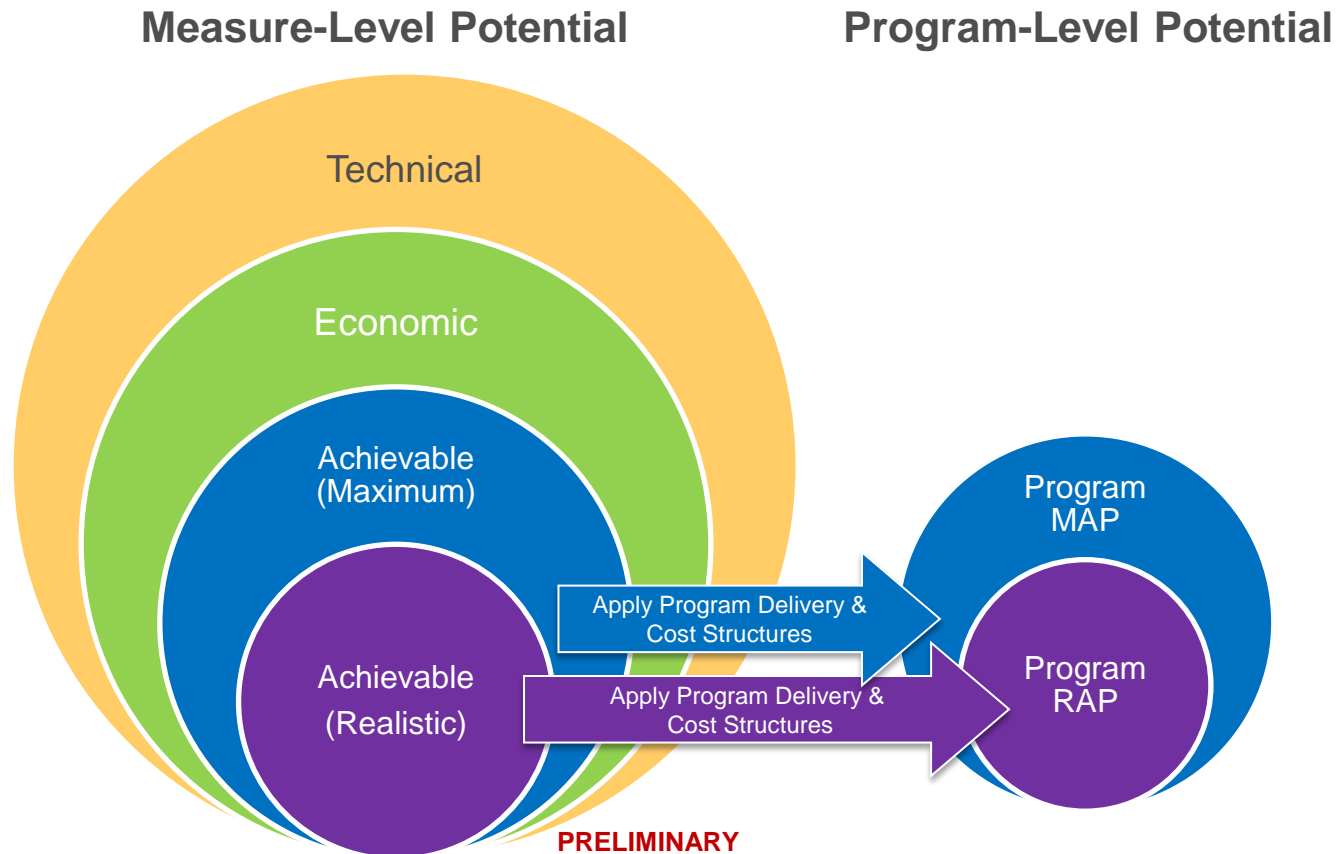 Measure-Level Potential
Program-Level Potential
Technical
Economic
Achievable
(Maximum)
Achievable
(Realistic)
Apply Program Delivery &
Cost Structures
Apply Program Delivery &
Cost Structures
Program
MAP
Program
RAP
PRELIMINARY